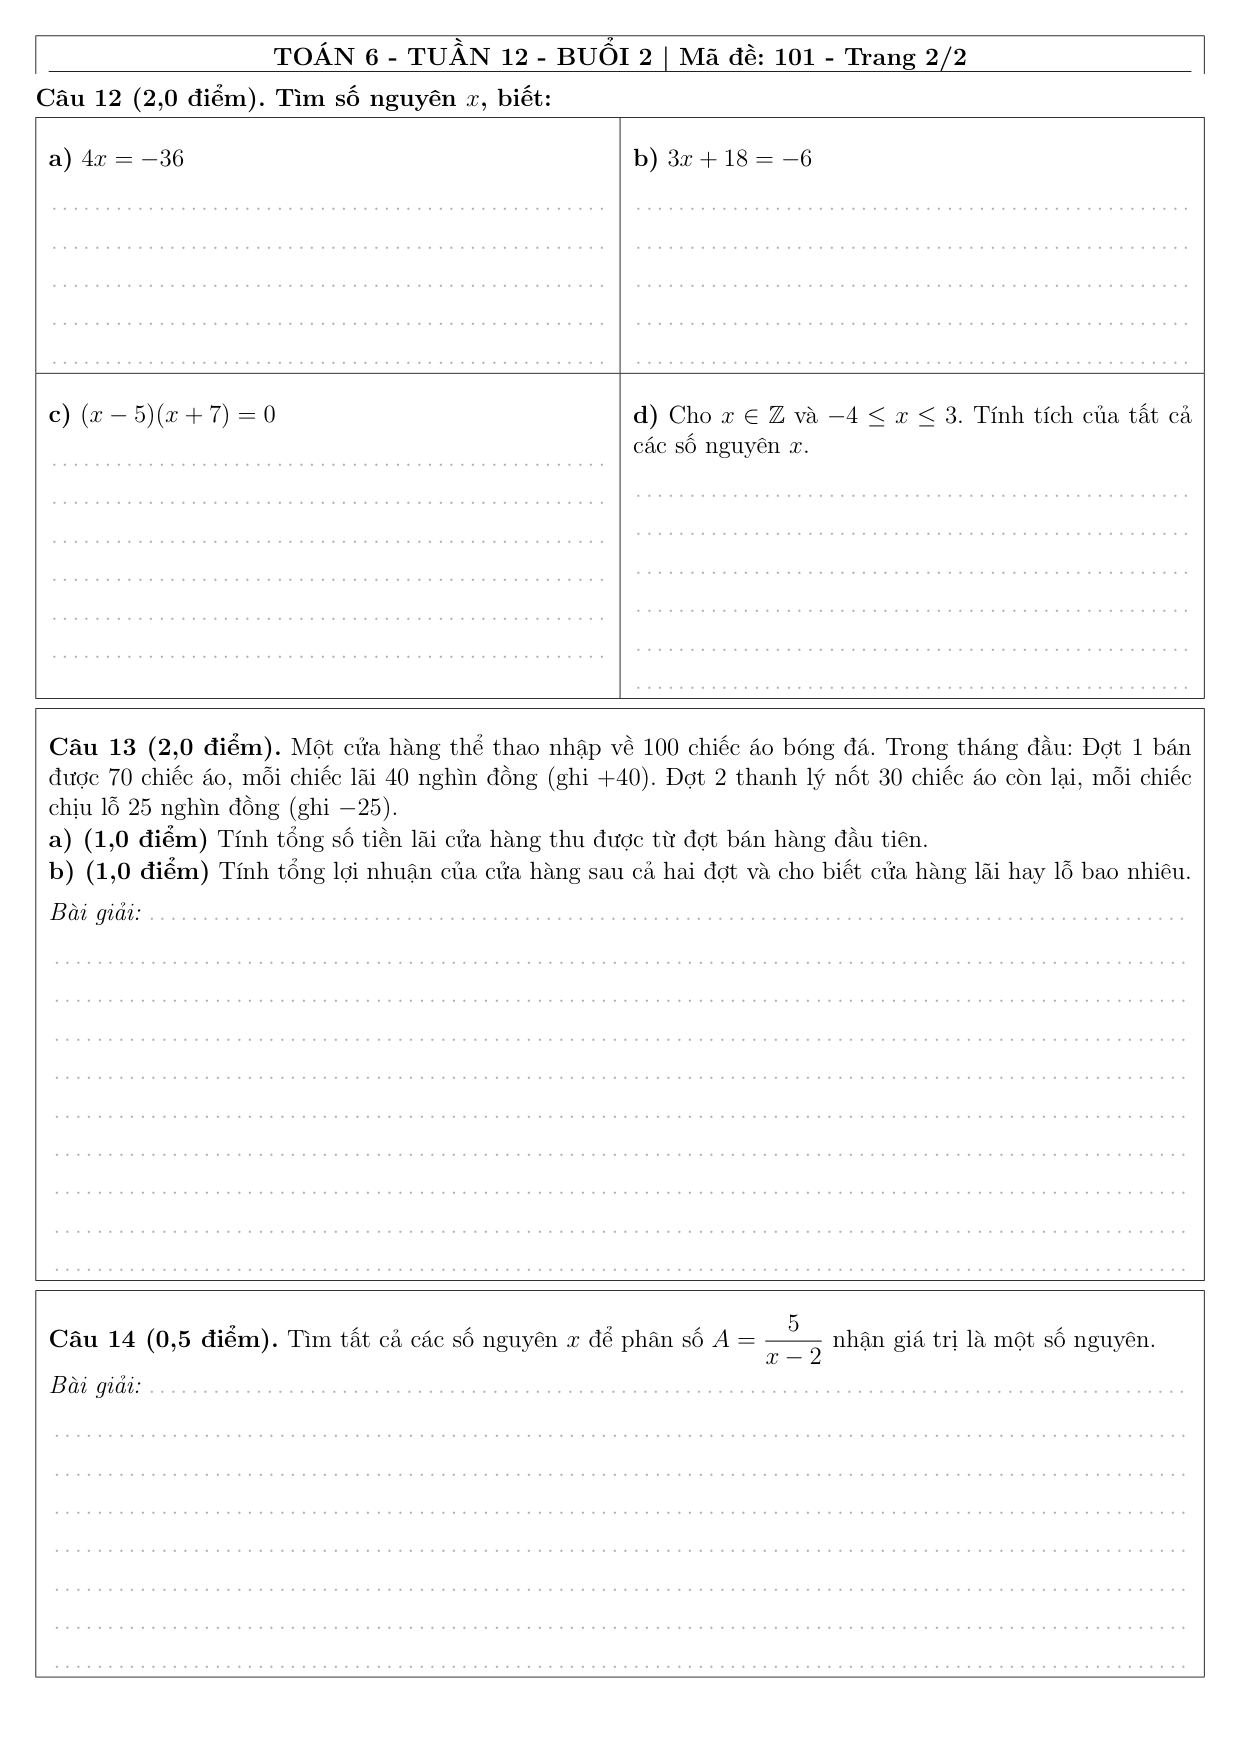 TOÁN 6 - TUẦN 12 - BUỔI 2 | Mã đề: 101 - Trang 2/2
Câu 12 (2,0 điểm). Tìm số nguyên x, biết:
a) 4x = −36
b) 3x + 18 = −6
c) (x − 5)(x + 7) = 0
d) Cho x ∈ ℤ và −4 ≤ x ≤ 3. Tính tích của tất cả
các số nguyên x.
Câu 13 (2,0 điểm). Một cửa hàng thể thao nhập về 100 chiếc áo bóng đá. Trong tháng đầu: Đợt 1 bán
được 70 chiếc áo, mỗi chiếc lãi 40 nghìn đồng (ghi +40). Đợt 2 thanh lý nốt 30 chiếc áo còn lại, mỗi chiếc
chịu lỗ 25 nghìn đồng (ghi −25).
a) (1,0 điểm) Tính tổng số tiền lãi cửa hàng thu được từ đợt bán hàng đầu tiên.
b) (1,0 điểm) Tính tổng lợi nhuận của cửa hàng sau cả hai đợt và cho biết cửa hàng lãi hay lỗ bao nhiêu.
Bài giải:
Câu 14 (0,5 điểm). Tìm tất cả các số nguyên x để phân số A = 5/(x − 2) nhận giá trị là một số nguyên.
Bài giải: